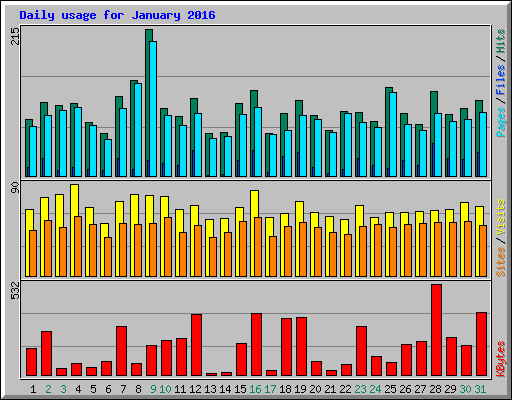 Daily usage for January 2016
215
Pages / Files / Hits
90
Sites / Visits
532
KBytes
1 2 3 4 5 6 7 8 9 10 11 12 13 14 15 16 17 18 19 20 21 22 23 24 25 26 27 28 29 30 31